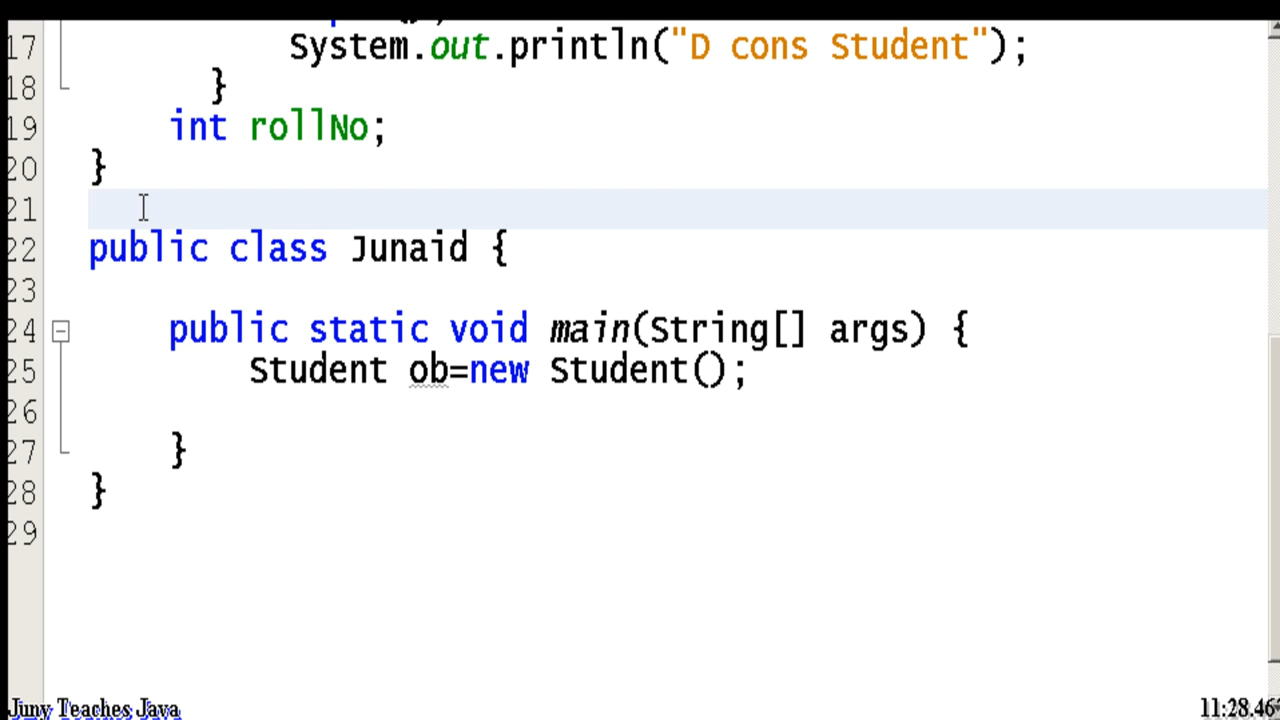 17 System.out.println("D cons Student");
18 }
19 int rollNo;
20 }
21
22 public class Junaid {
23
24 public static void main(String[] args) {
25 Student ob=new Student();
26
27 }
28 }
29
Juny Teaches Java 11:28.46